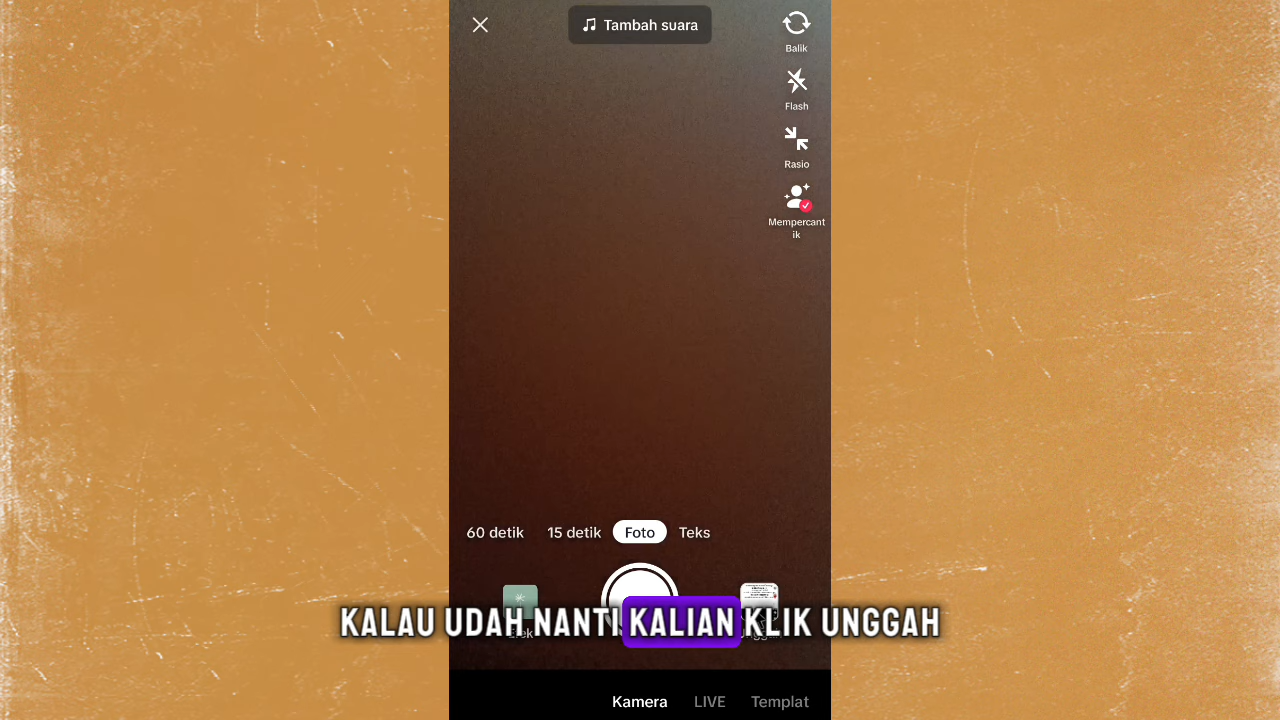 Tambah suara
Balik
Flash
Rasio
Mempercant
ik
60 detik
15 detik
Foto
Teks
KALAU UDAH NANTI KALIAN KLIK UNGGAH
Kamera
LIVE
Templat